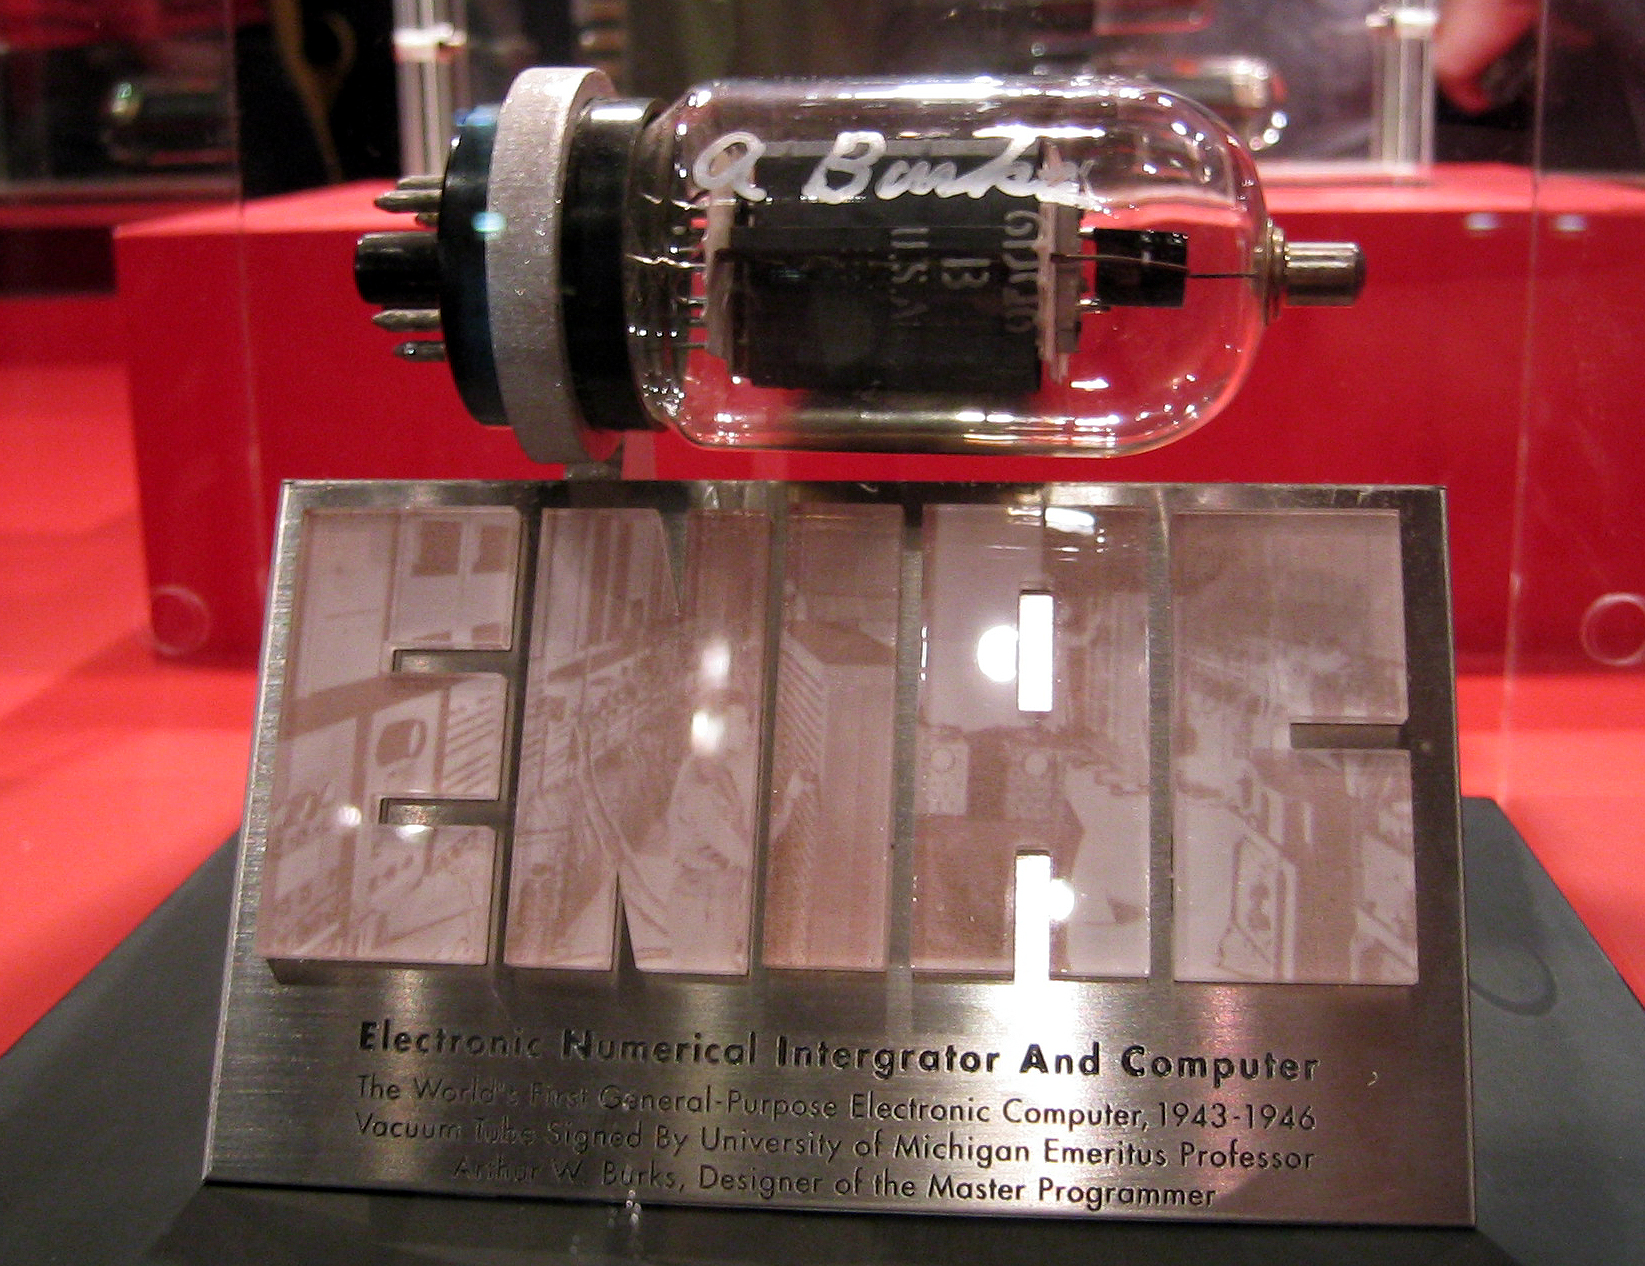 a Burks
U.S.A.
13
ENIAC
Electronic Numerical Intergrator And Computer
The World's First General-Purpose Electronic Computer, 1943-1946
Vacuum Tube Signed By University of Michigan Emeritus Professor
Arthur W. Burks, Designer of the Master Programmer